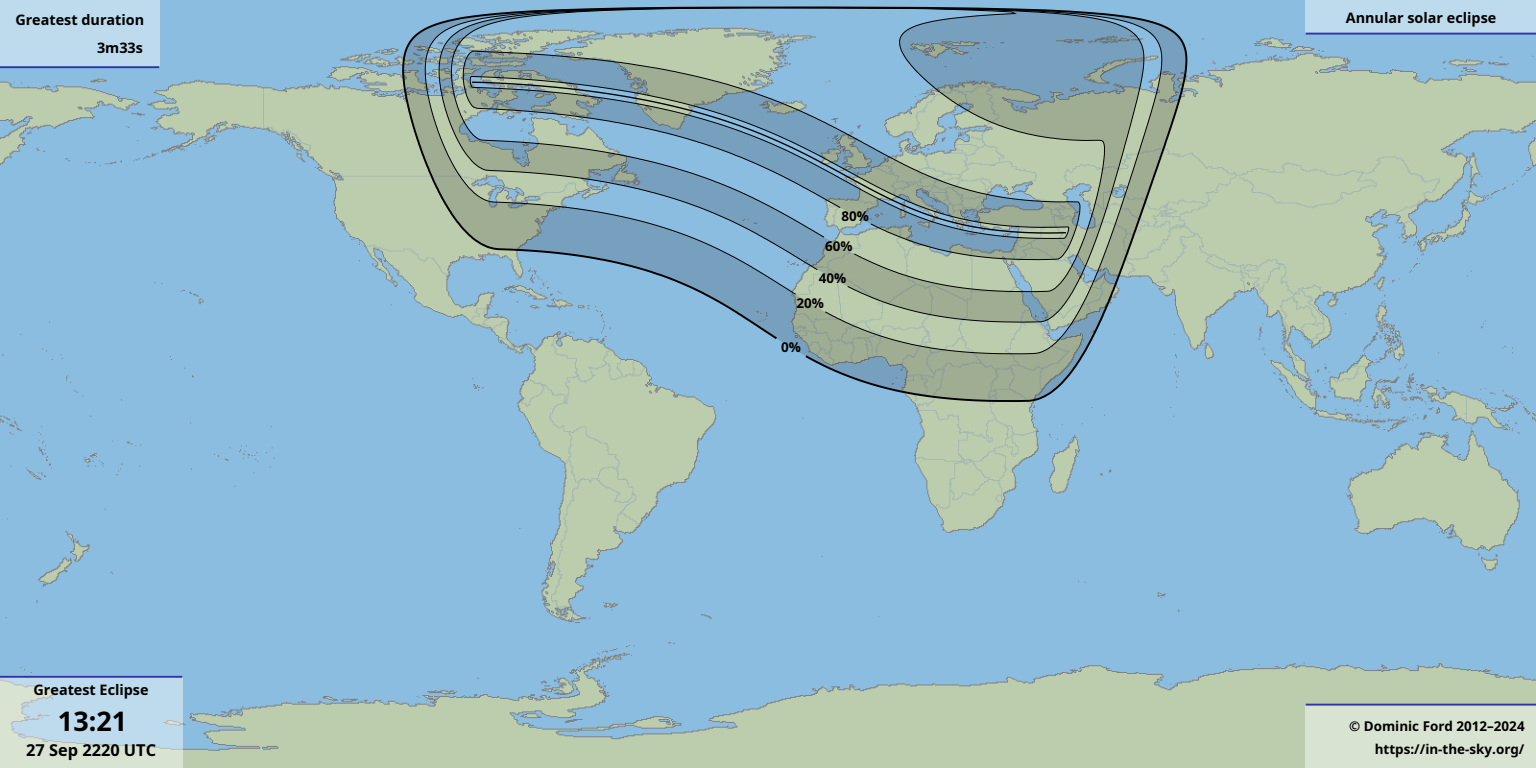 Greatest duration
3m33s
Annular solar eclipse
80%
60%
40%
20%
0%
Greatest Eclipse
13:21
27 Sep 2220 UTC
© Dominic Ford 2012–2024
https://in-the-sky.org/